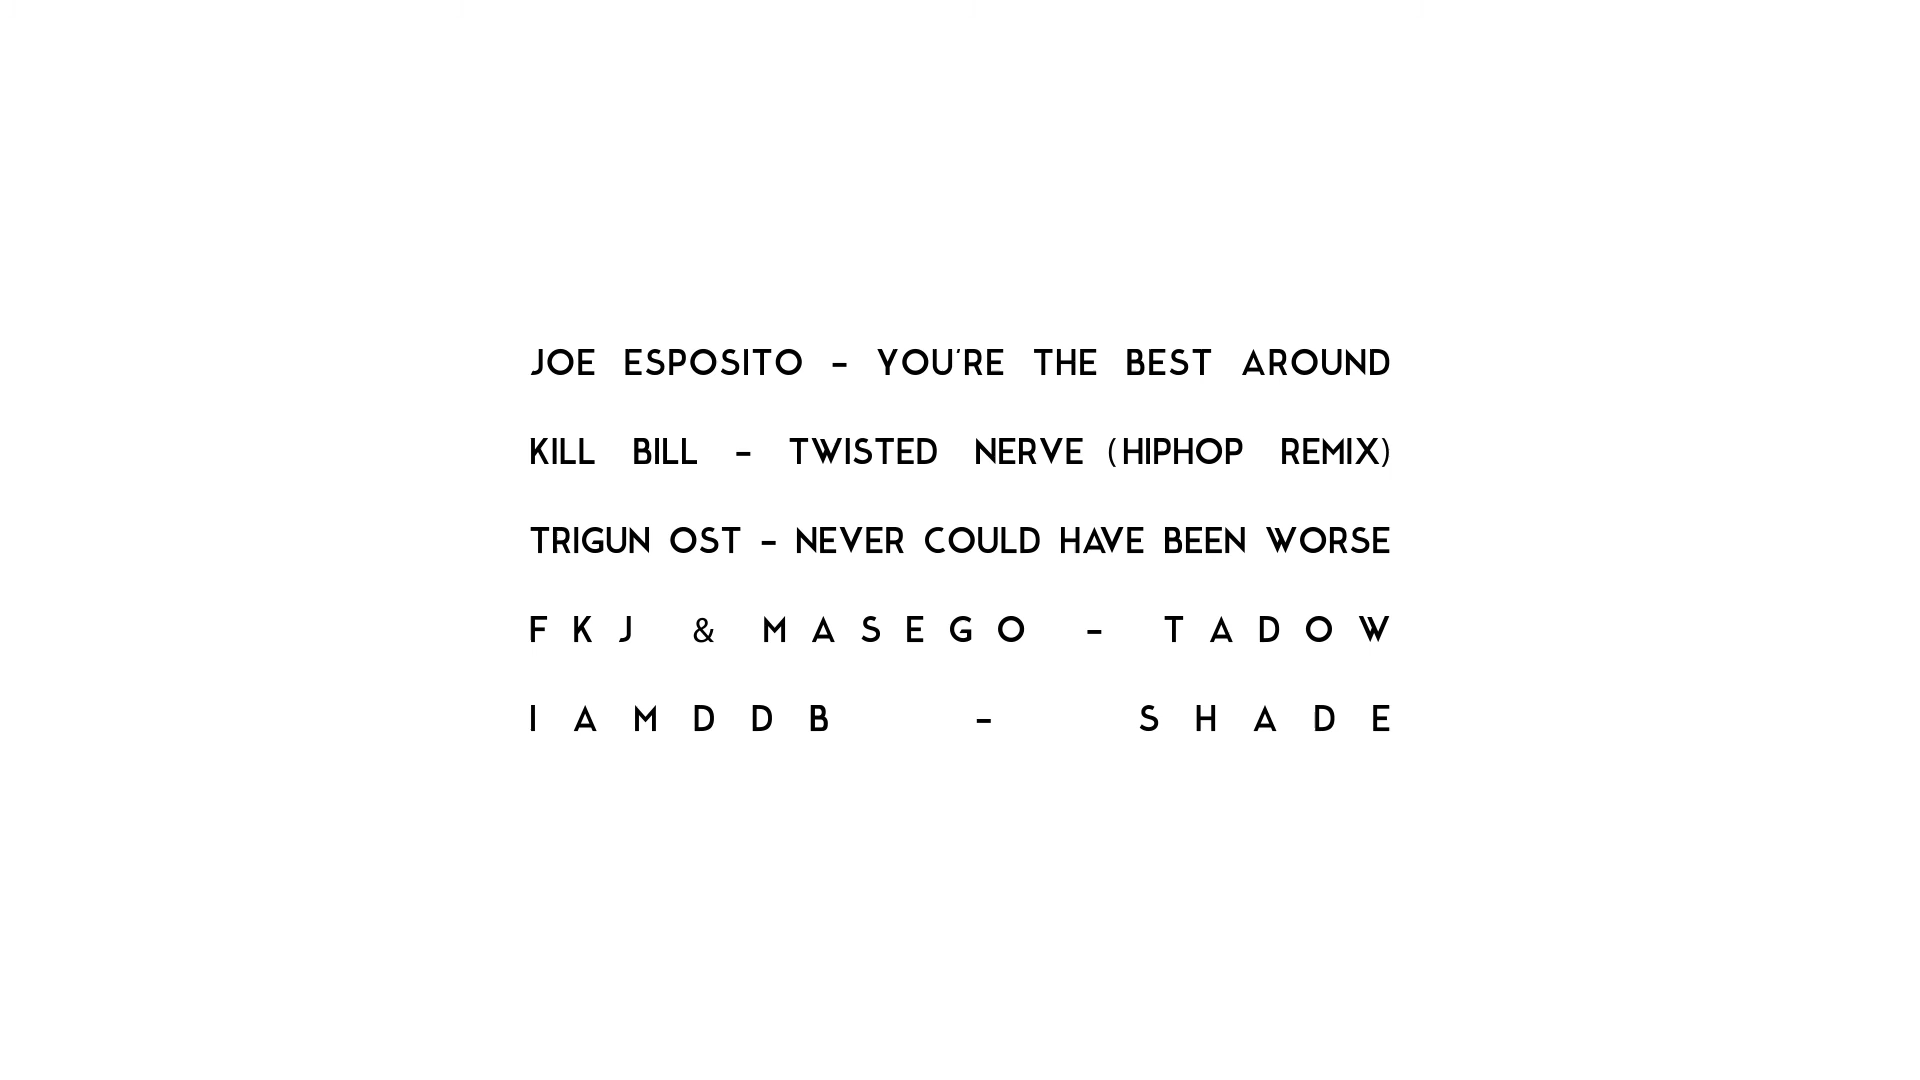 JOE ESPOSITO - YOU'RE THE BEST AROUND
KILL BILL - TWISTED NERVE (HIPHOP REMIX)
TRIGUN OST - NEVER COULD HAVE BEEN WORSE
FKJ & MASEGO - TADOW
IAMDDB - SHADE